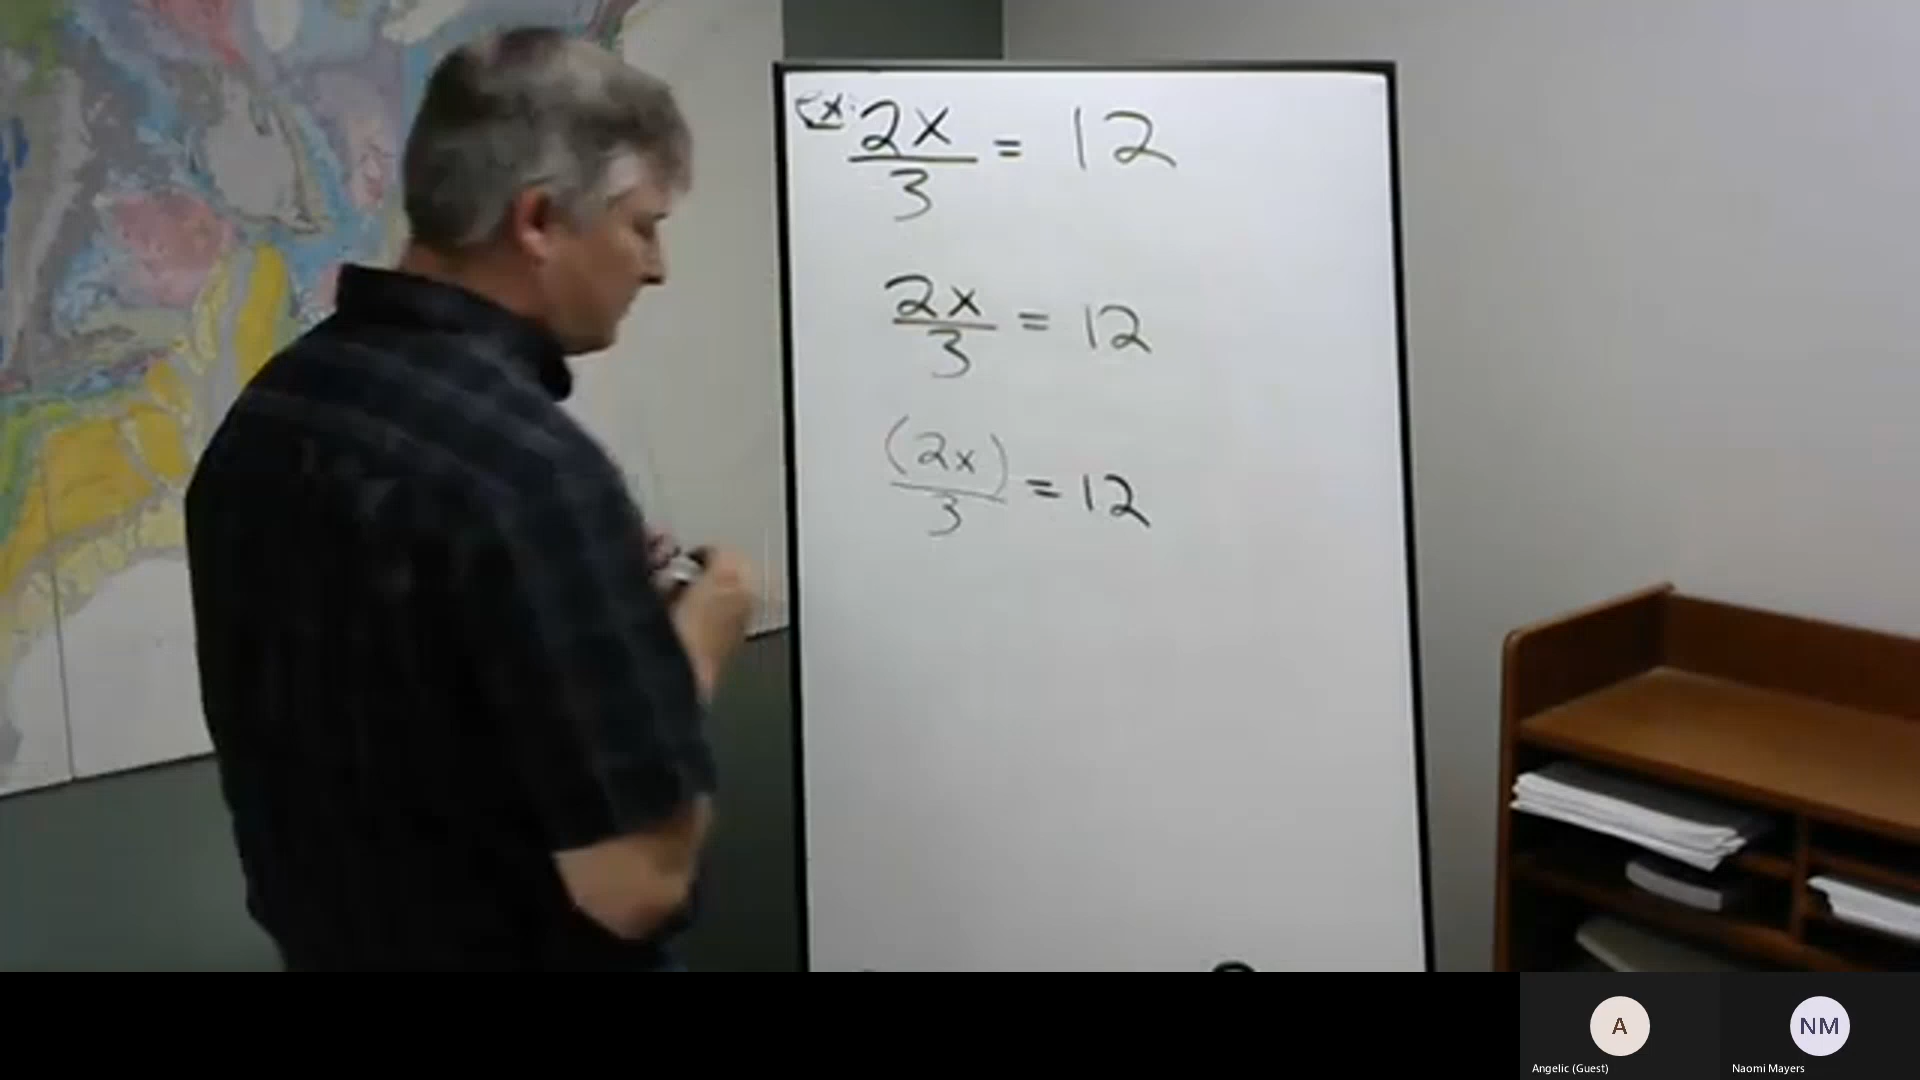 Ex: 2x/3 = 12
2x/3 = 12
(2x)/3 = 12
A
NM
Angelic (Guest)
Naomi Mayers